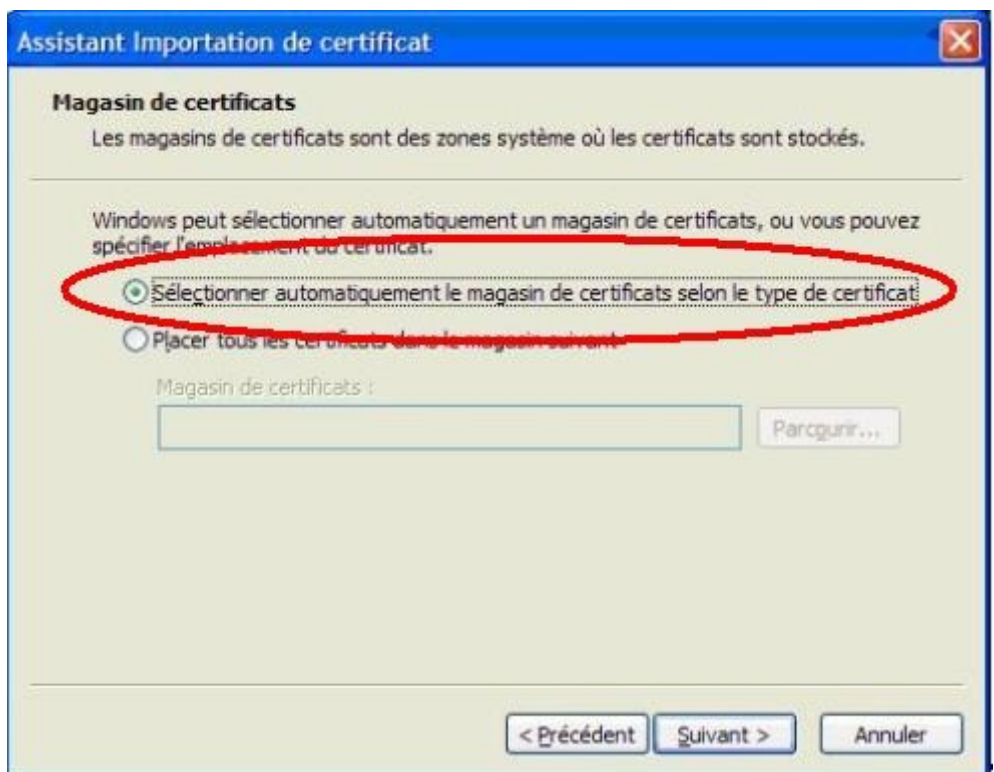 Assistant Importation de certificat
Magasin de certificats
Les magasins de certificats sont des zones système où les certificats sont stockés.
Windows peut sélectionner automatiquement un magasin de certificats, ou vous pouvez
spécifier l'emplacement du certificat.
Sélectionner automatiquement le magasin de certificats selon le type de certificat
Placer tous les certificats dans le magasin suivant
Magasin de certificats :
Parcourir...
< Précédent
Suivant >
Annuler